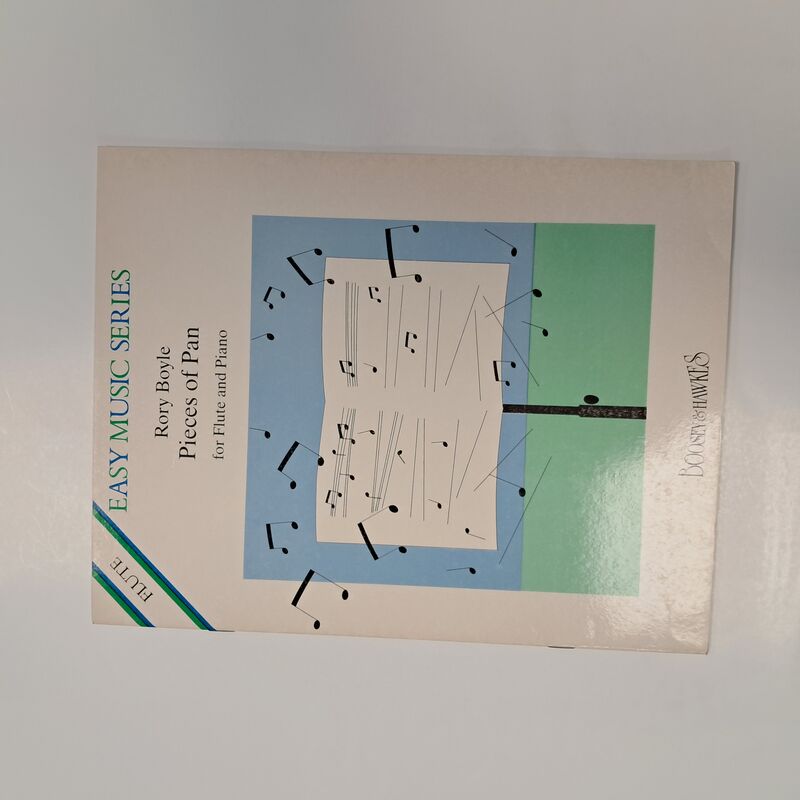 FLUTE
EASY MUSIC SERIES
Rory Boyle
Pieces of Pan
for Flute and Piano
BOOSEY & HAWKES